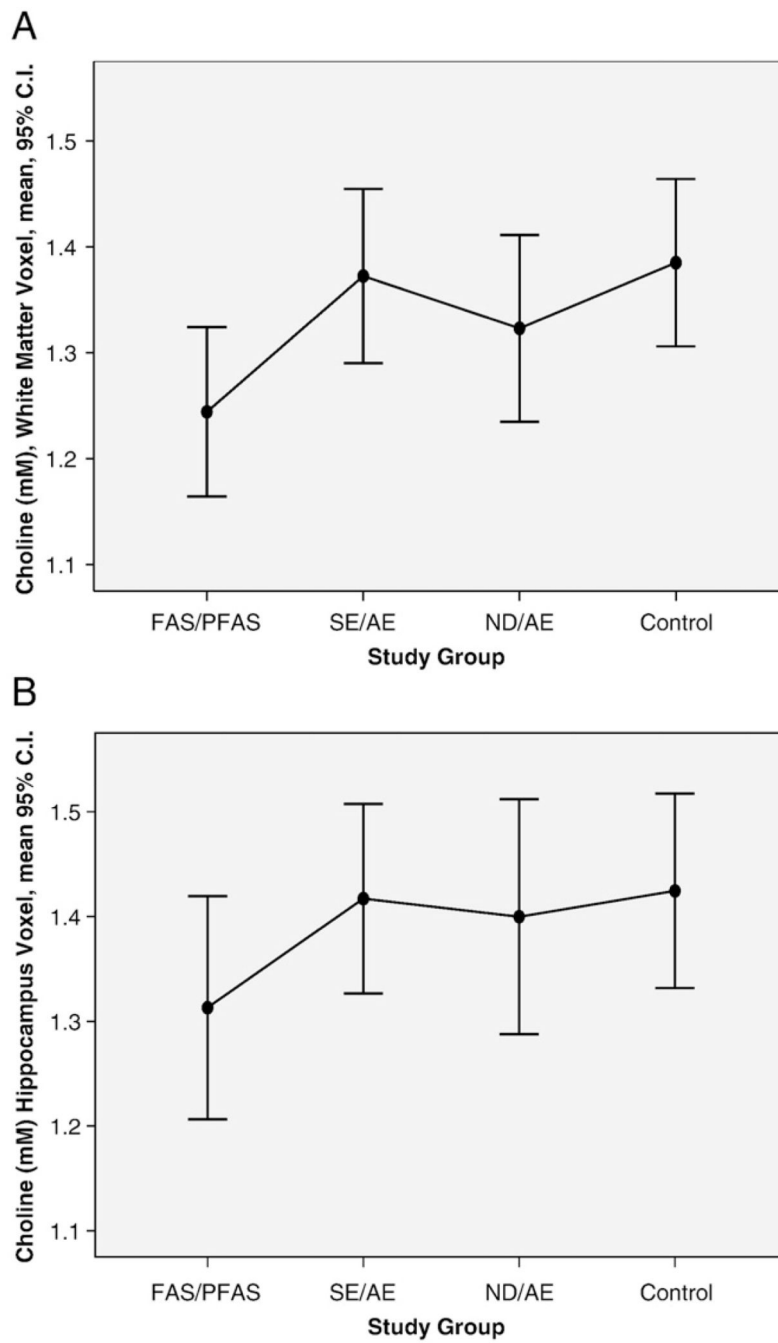 A
Choline (mM), White Matter Voxel, mean, 95% C.I.
1.5
1.4
1.3
1.2
1.1
FAS/PFAS SE/AE ND/AE Control
Study Group
B
Choline (mM) Hippocampus Voxel, mean 95% C.I.
1.5
1.4
1.3
1.2
1.1
FAS/PFAS SE/AE ND/AE Control
Study Group